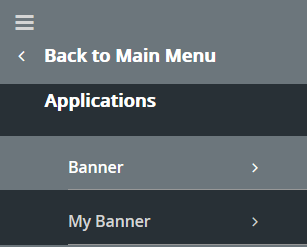 Back to Main Menu
Applications
Banner
My Banner